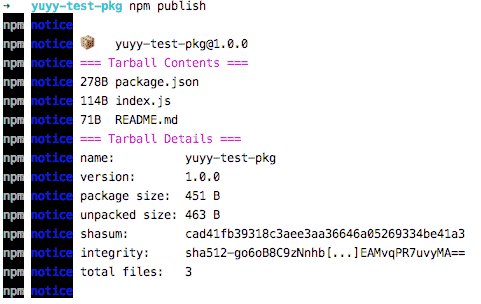 ➜ yuyy-test-pkg npm publish
npm notice
npm notice 📦 yuyy-test-pkg@1.0.0
npm notice === Tarball Contents ===
npm notice 278B package.json
npm notice 114B index.js
npm notice 71B README.md
npm notice === Tarball Details ===
npm notice name: yuyy-test-pkg
npm notice version: 1.0.0
npm notice package size: 451 B
npm notice unpacked size: 463 B
npm notice shasum: cad41fb39318c3aee3aa36646a05269334be41a3
npm notice integrity: sha512-go6oB8C9zNnhb[...]EAMvqPR7uvyMA==
npm notice total files: 3
npm notice